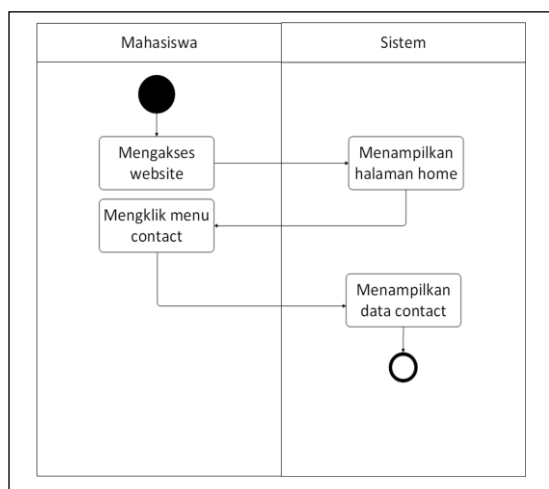 Mahasiswa
Sistem
Mengakses
website
Menampilkan
halaman home
Mengklik menu
contact
Menampilkan
data contact